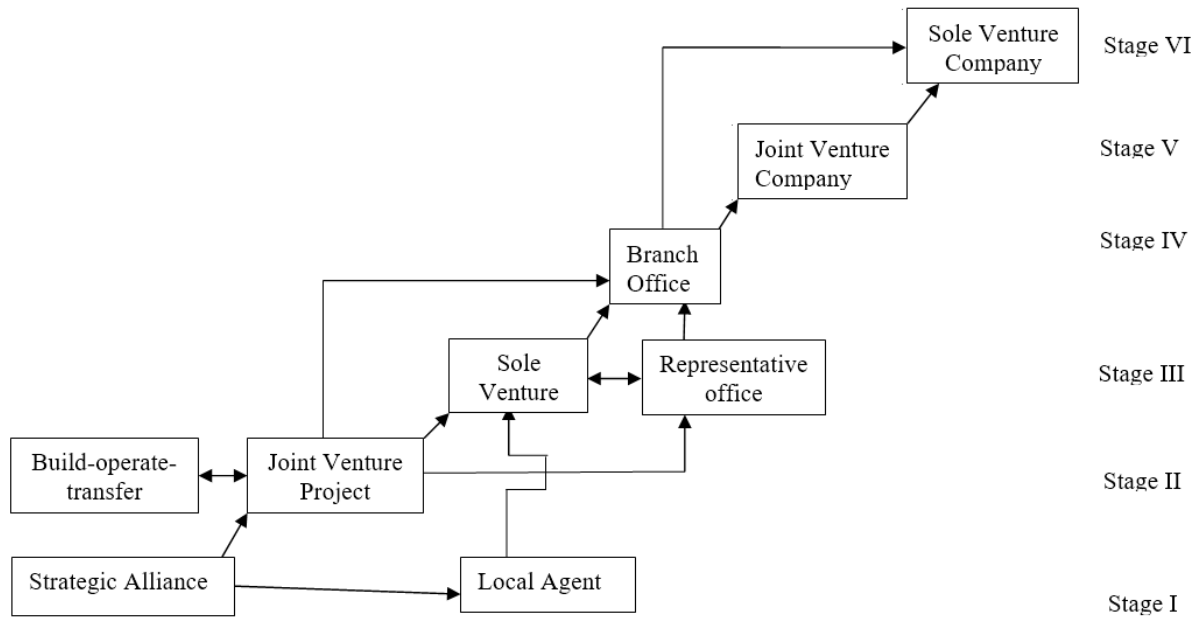 Sole Venture
Company
Stage VI
Joint Venture
Company
Stage V
Branch
Office
Stage IV
Sole
Venture
Representative
office
Stage III
Build-operate-
transfer
Joint Venture
Project
Stage II
Strategic Alliance
Local Agent
Stage I